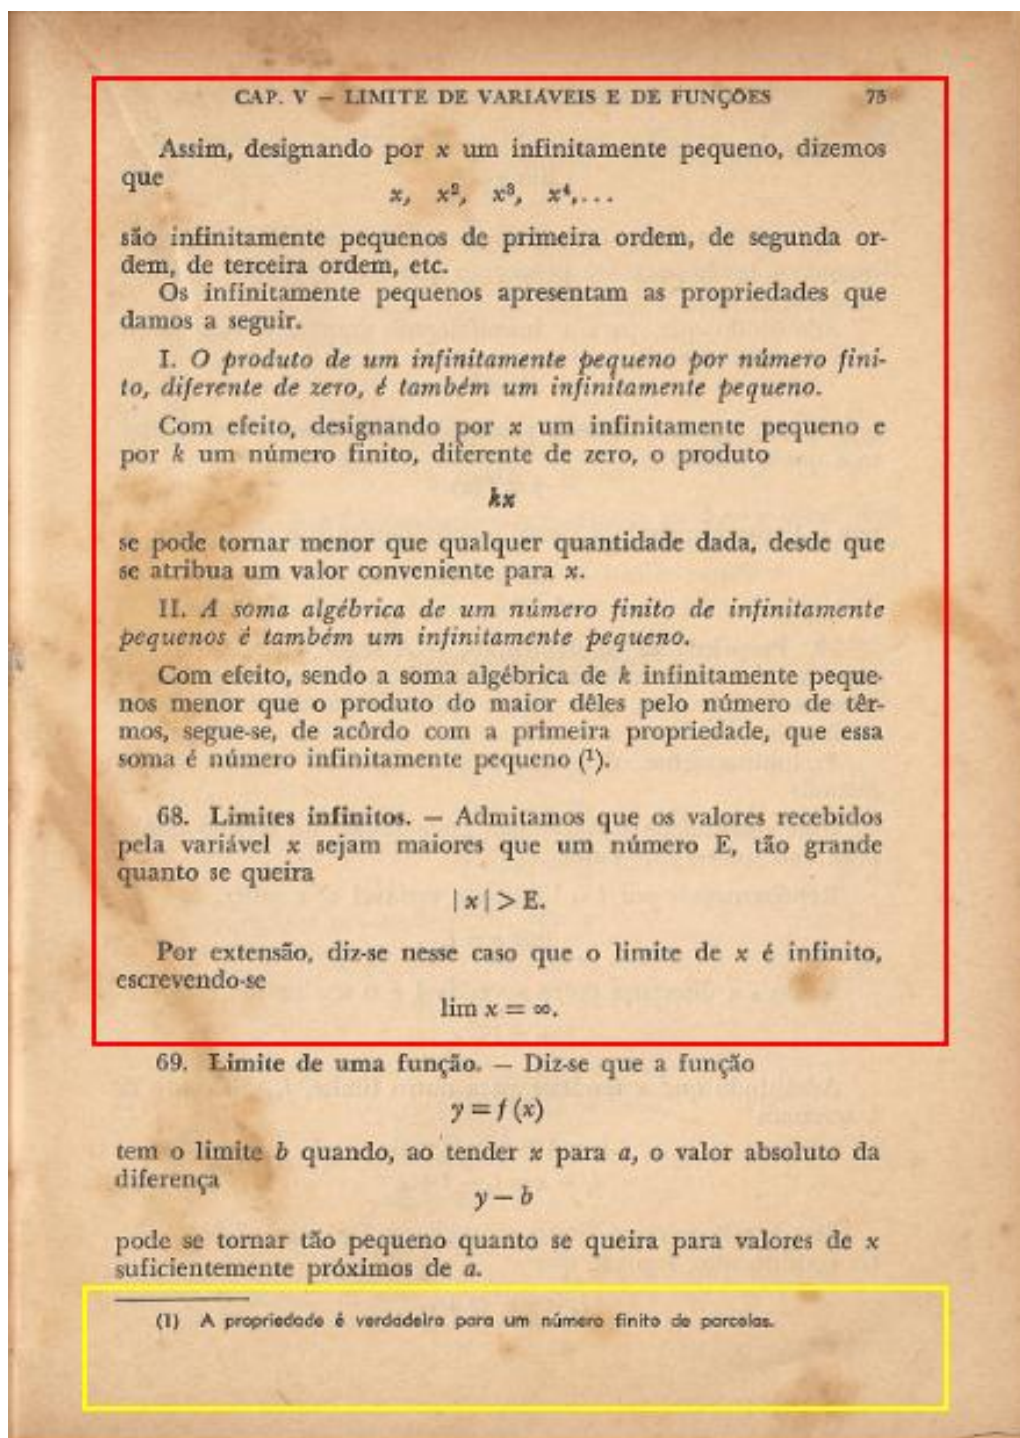 CAP. V — LIMITE DE VARIÁVEIS E DE FUNÇÕES 75
Assim, designando por x um infinitamente pequeno, dizemos
que
x, x², x³, x⁴,...
são infinitamente pequenos de primeira ordem, de segunda or-
dem, de terceira ordem, etc.
Os infinitamente pequenos apresentam as propriedades que
damos a seguir.
I. O produto de um infinitamente pequeno por número fini-
to, diferente de zero, é também um infinitamente pequeno.
Com efeito, designando por x um infinitamente pequeno e
por k um número finito, diferente de zero, o produto
kx
se pode tornar menor que qualquer quantidade dada, desde que
se atribua um valor conveniente para x.
II. A soma algébrica de um número finito de infinitamente
pequenos é também um infinitamente pequeno.
Com efeito, sendo a soma algébrica de k infinitamente peque-
nos menor que o produto do maior dêles pelo número de têr-
mos, segue-se, de acôrdo com a primeira propriedade, que essa
soma é número infinitamente pequeno (¹).
68. Limites infinitos. — Admitamos que os valores recebidos
pela variável x sejam maiores que um número E, tão grande
quanto se queira
|x| > E.
Por extensão, diz-se nesse caso que o limite de x é infinito,
escrevendo-se
lim x = ∞.
69. Limite de uma função. — Diz-se que a função
y = f (x)
tem o limite b quando, ao tender x para a, o valor absoluto da
diferença
y — b
pode se tornar tão pequeno quanto se queira para valores de x
suficientemente próximos de a.
(1) A propriedade é verdadeira para um número finito de parcelas.